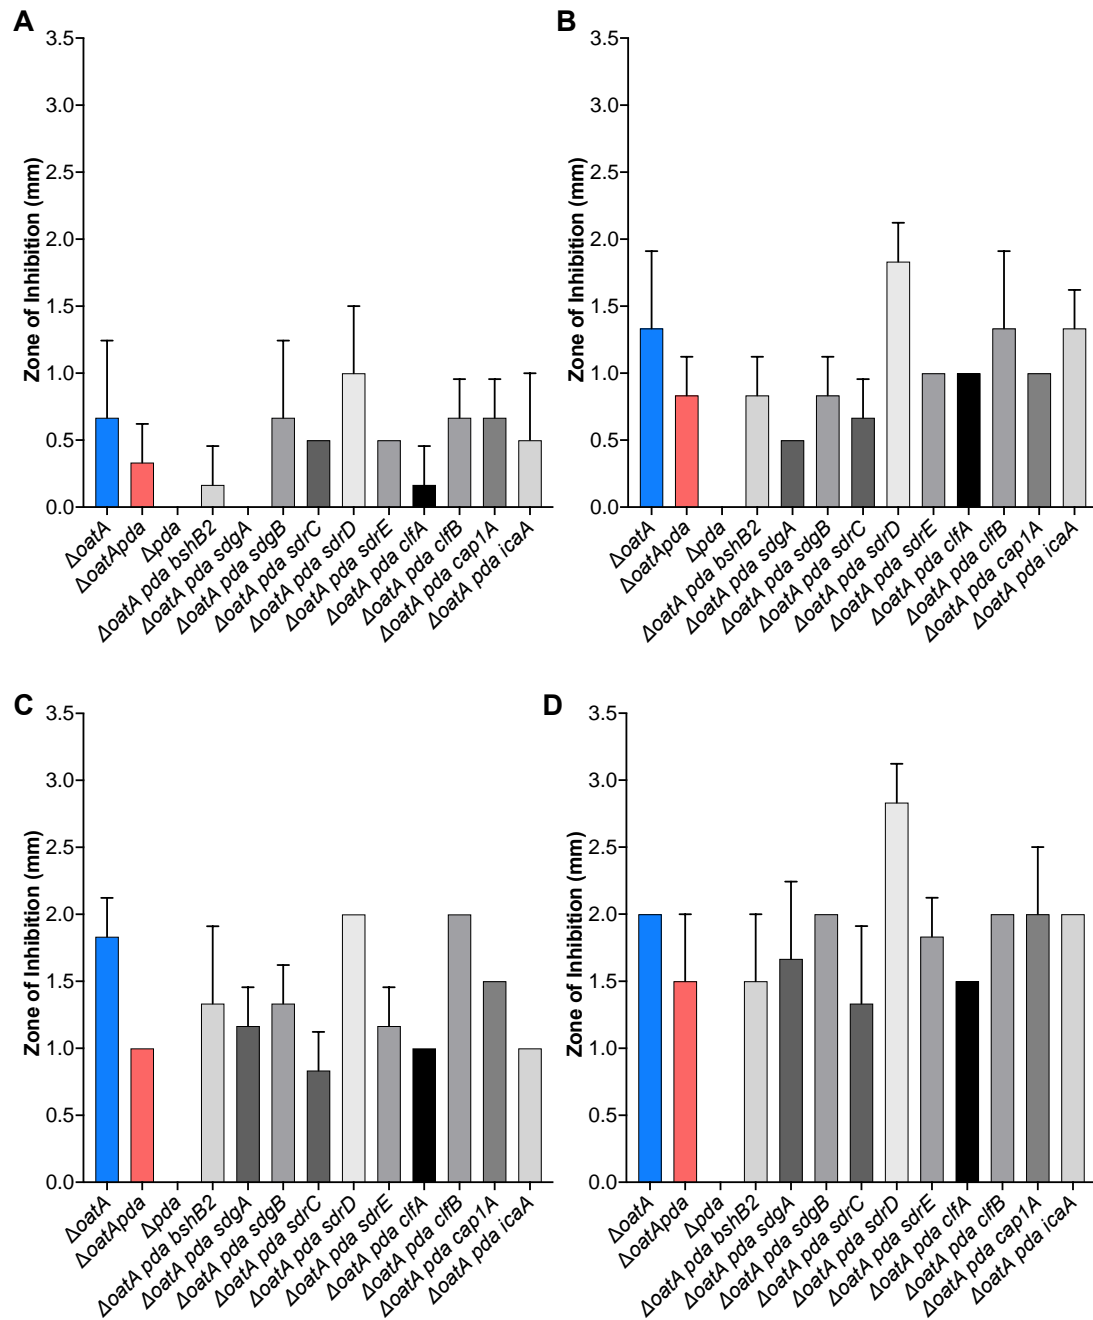 A
Zone of Inhibition (mm)
3.5
3.0
2.5
2.0
1.5
1.0
0.5
0.0
ΔoatA
ΔoatApda
Δpda
ΔoatA pda bshB2
ΔoatA pda sdgA
ΔoatA pda sdgB
ΔoatA pda sdrC
ΔoatA pda sdrD
ΔoatA pda sdrE
ΔoatA pda clfA
ΔoatA pda clfB
ΔoatA pda cap1A
ΔoatA pda icaA
B
Zone of Inhibition (mm)
3.5
3.0
2.5
2.0
1.5
1.0
0.5
0.0
ΔoatA
ΔoatApda
Δpda
ΔoatA pda bshB2
ΔoatA pda sdgA
ΔoatA pda sdgB
ΔoatA pda sdrC
ΔoatA pda sdrD
ΔoatA pda sdrE
ΔoatA pda clfA
ΔoatA pda clfB
ΔoatA pda cap1A
ΔoatA pda icaA
C
Zone of Inhibition (mm)
3.5
3.0
2.5
2.0
1.5
1.0
0.5
0.0
ΔoatA
ΔoatApda
Δpda
ΔoatA pda bshB2
ΔoatA pda sdgA
ΔoatA pda sdgB
ΔoatA pda sdrC
ΔoatA pda sdrD
ΔoatA pda sdrE
ΔoatA pda clfA
ΔoatA pda clfB
ΔoatA pda cap1A
ΔoatA pda icaA
D
Zone of Inhibition (mm)
3.5
3.0
2.5
2.0
1.5
1.0
0.5
0.0
ΔoatA
ΔoatApda
Δpda
ΔoatA pda bshB2
ΔoatA pda sdgA
ΔoatA pda sdgB
ΔoatA pda sdrC
ΔoatA pda sdrD
ΔoatA pda sdrE
ΔoatA pda clfA
ΔoatA pda clfB
ΔoatA pda cap1A
ΔoatA pda icaA